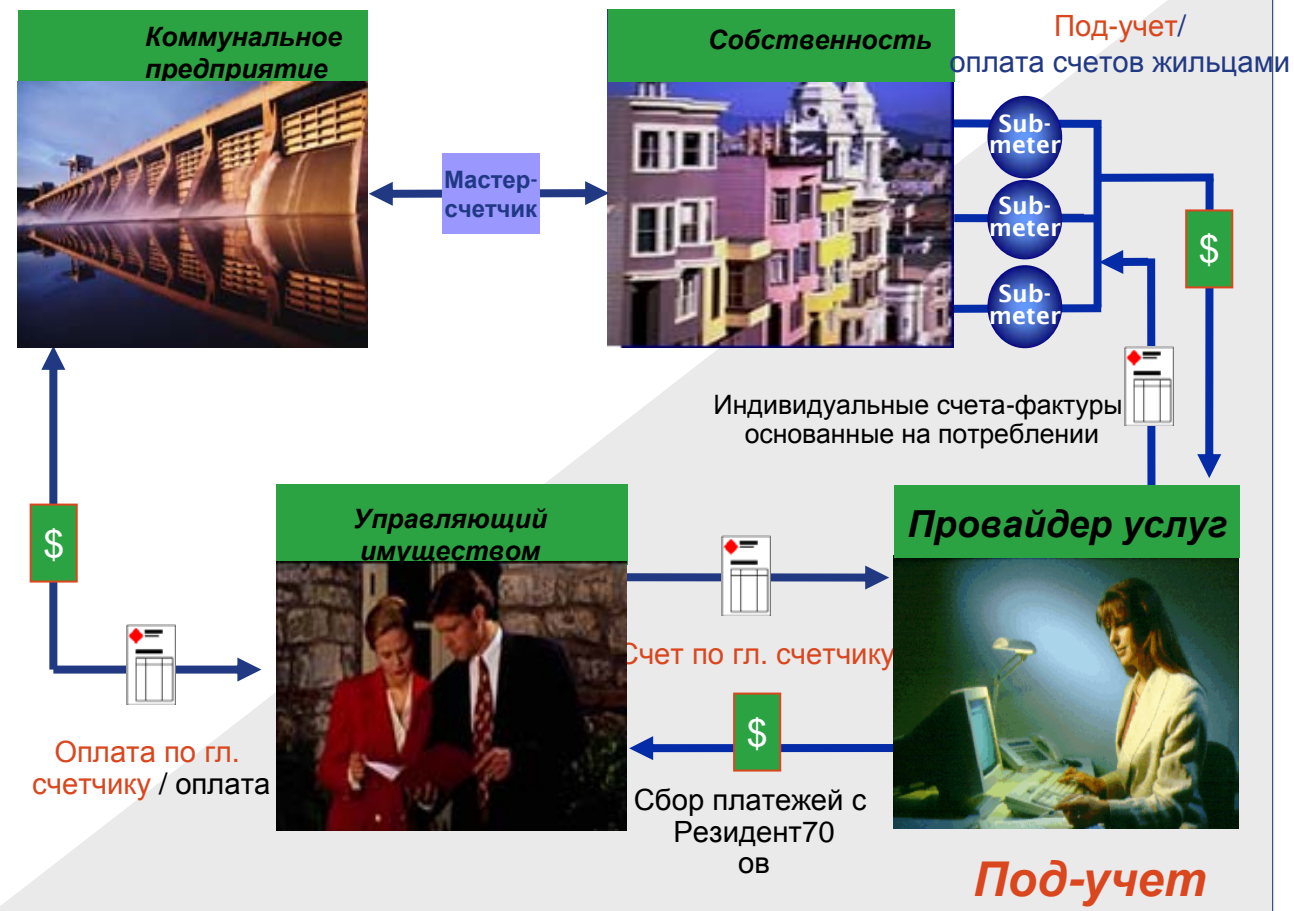 Коммунальное
предприятие
Собственность
Под-учет/
оплата счетов жильцами
Мастер-
счетчик
Sub-
meter
Sub-
meter
Sub-
meter
$
Индивидуальные счета-фактуры
основанные на потреблении
$
Управляющий
имуществом
Провайдер услуг
Счет по гл. счетчику
$
Оплата по гл.
счетчику / оплата
Сбор платежей с
Резидент70
ов
Под-учет